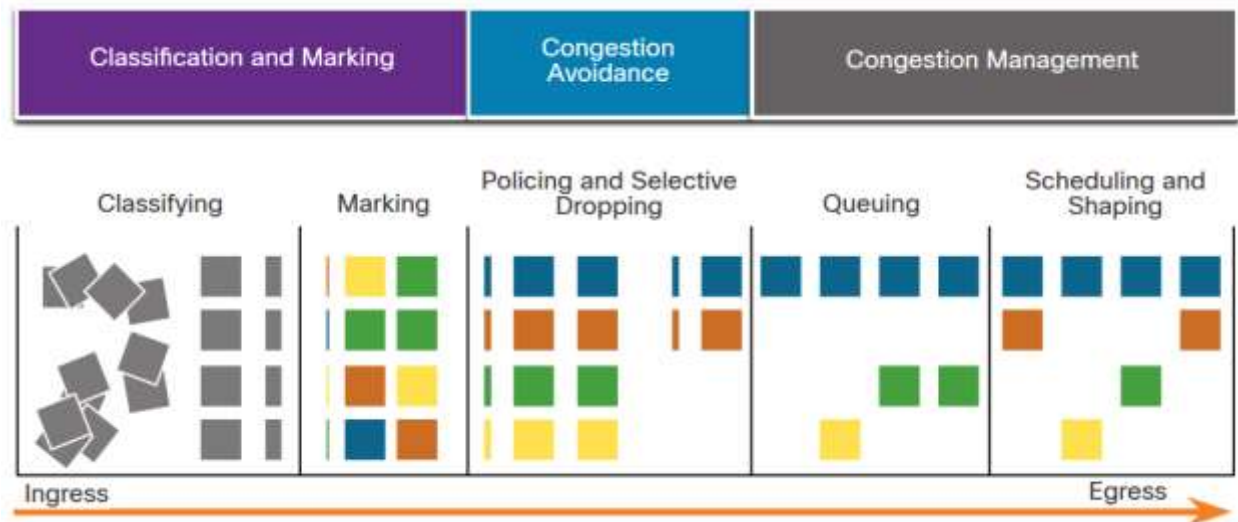 Classification and Marking
Congestion
Avoidance
Congestion Management
Classifying
Marking
Policing and Selective
Dropping
Queuing
Scheduling and
Shaping
Ingress
Egress